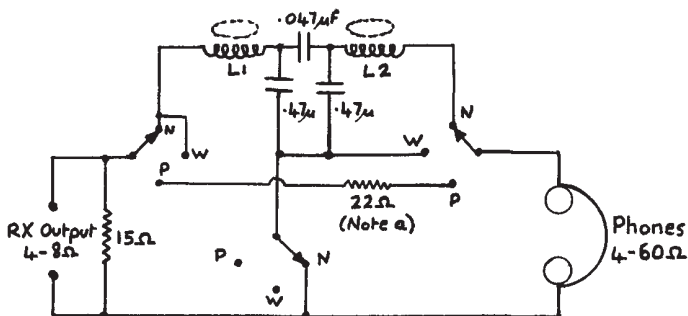 .047µF
L1
L2
.47µ
.47µ
N
N
W
W
P
P
22Ω
(Note a)
RX Output
4-8Ω
15Ω
Phones
4-60Ω
P
N
W